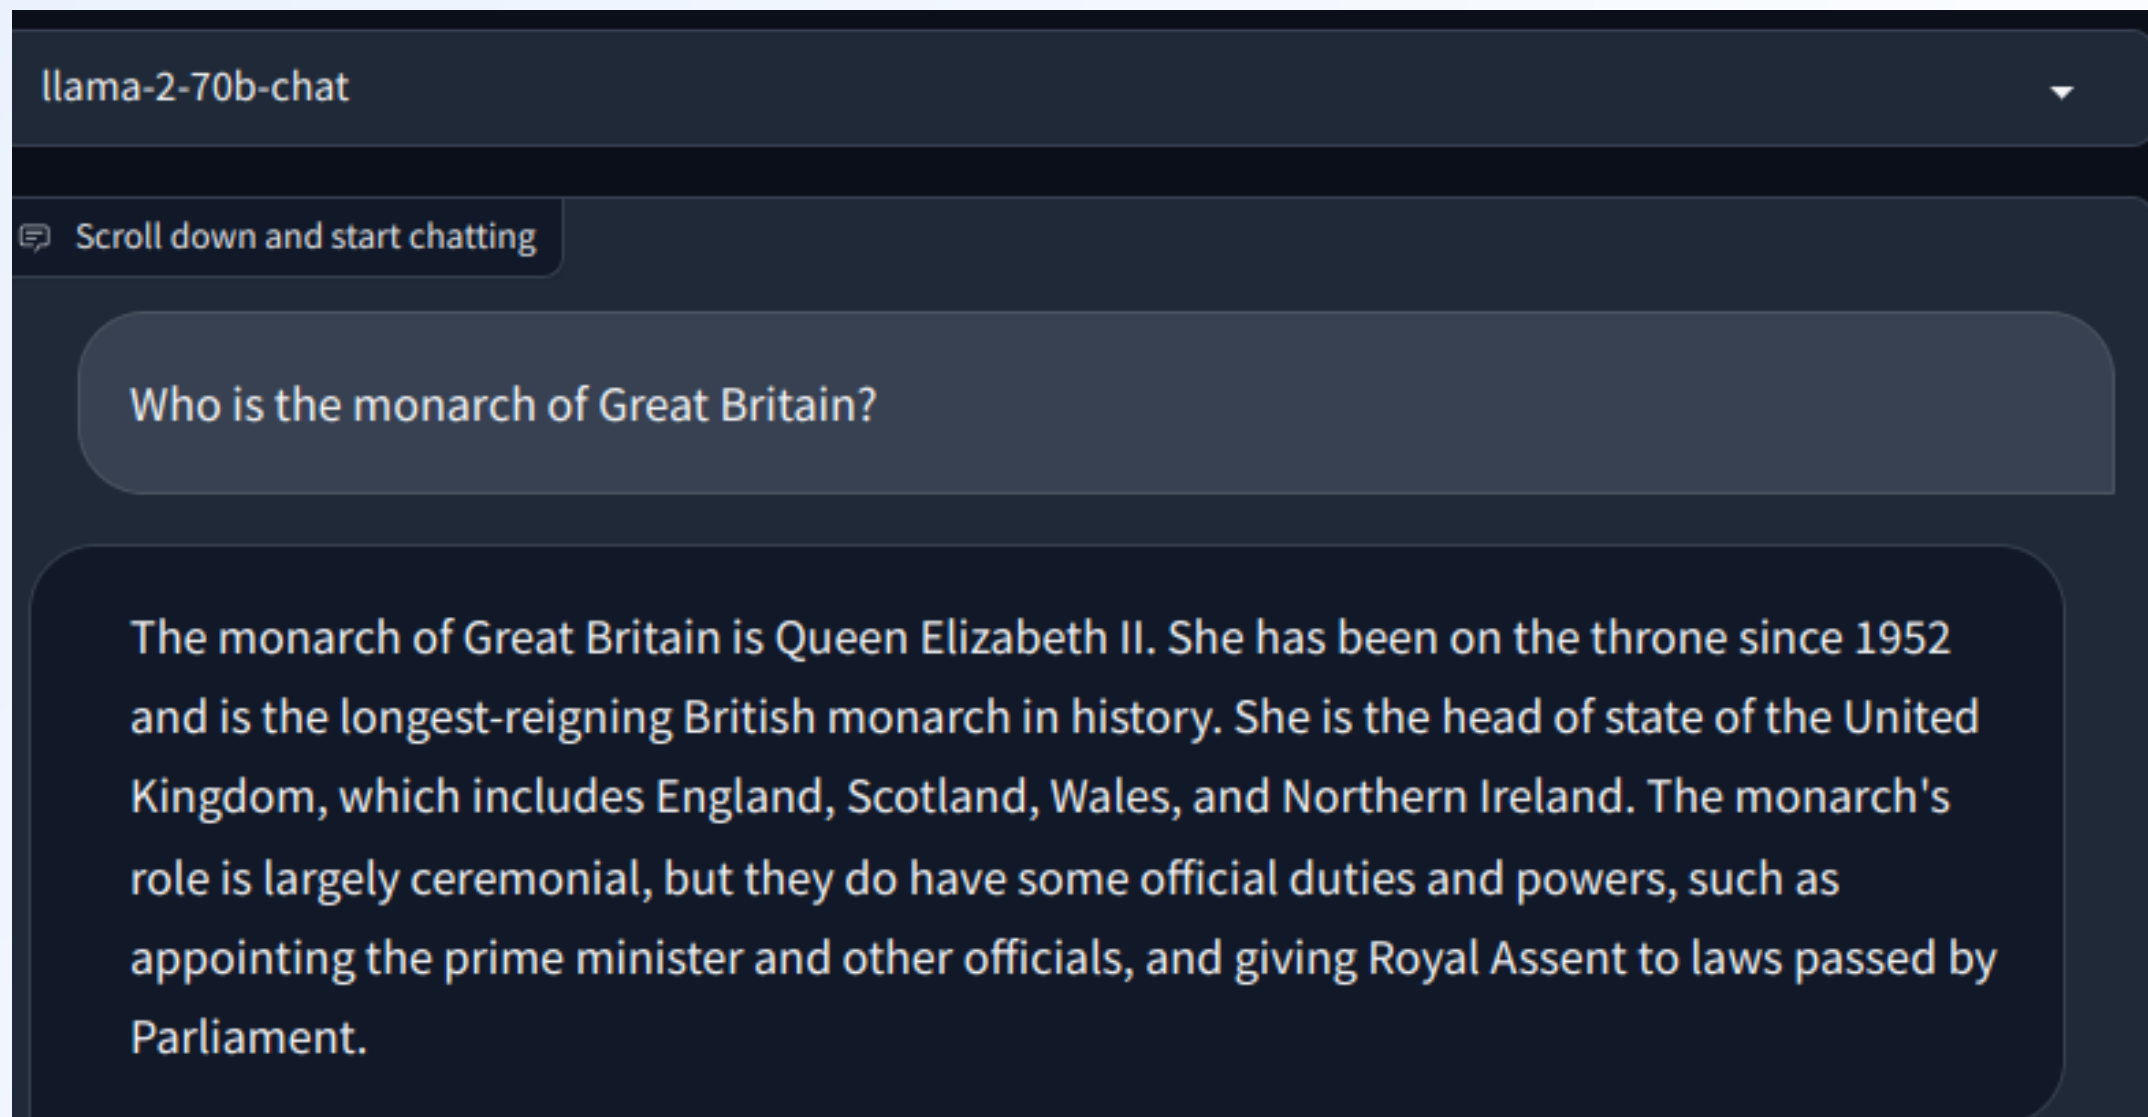 llama-2-70b-chat
Scroll down and start chatting
Who is the monarch of Great Britain?
The monarch of Great Britain is Queen Elizabeth II. She has been on the throne since 1952
and is the longest-reigning British monarch in history. She is the head of state of the United
Kingdom, which includes England, Scotland, Wales, and Northern Ireland. The monarch's
role is largely ceremonial, but they do have some official duties and powers, such as
appointing the prime minister and other officials, and giving Royal Assent to laws passed by
Parliament.